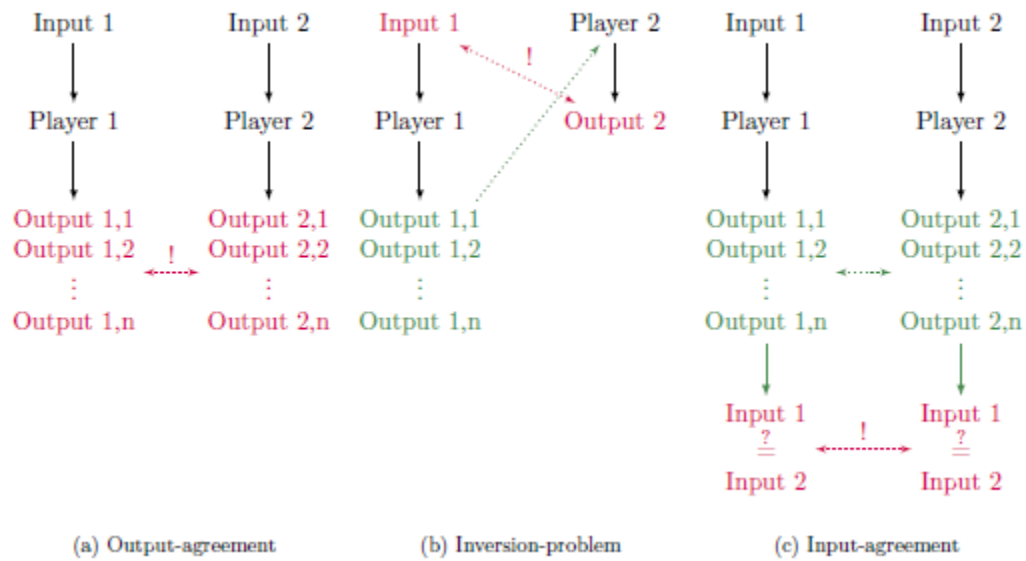 Input 1
Input 2
Player 1
Player 2
Output 1,1
Output 1,2
⋮
Output 1,n
!
Output 2,1
Output 2,2
⋮
Output 2,n
(a) Output-agreement
Input 1
Player 2
!
Player 1
Output 2
Output 1,1
Output 1,2
⋮
Output 1,n
(b) Inversion-problem
Input 1
Input 2
Player 1
Player 2
Output 1,1
Output 1,2
⋮
Output 1,n
Output 2,1
Output 2,2
⋮
Output 2,n
Input 1
?
=
Input 2
!
Input 1
?
=
Input 2
(c) Input-agreement